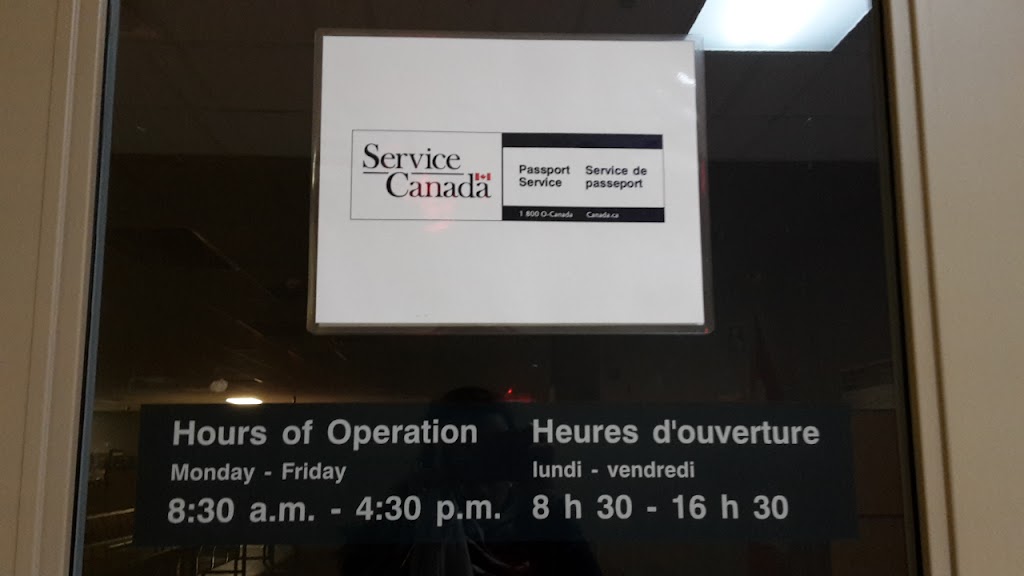 Service
Canada
Passport
Service
Service de
passeport
1 800 O-Canada Canada.ca
Hours of Operation
Monday - Friday
8:30 a.m. - 4:30 p.m.
Heures d'ouverture
lundi - vendredi
8 h 30 - 16 h 30